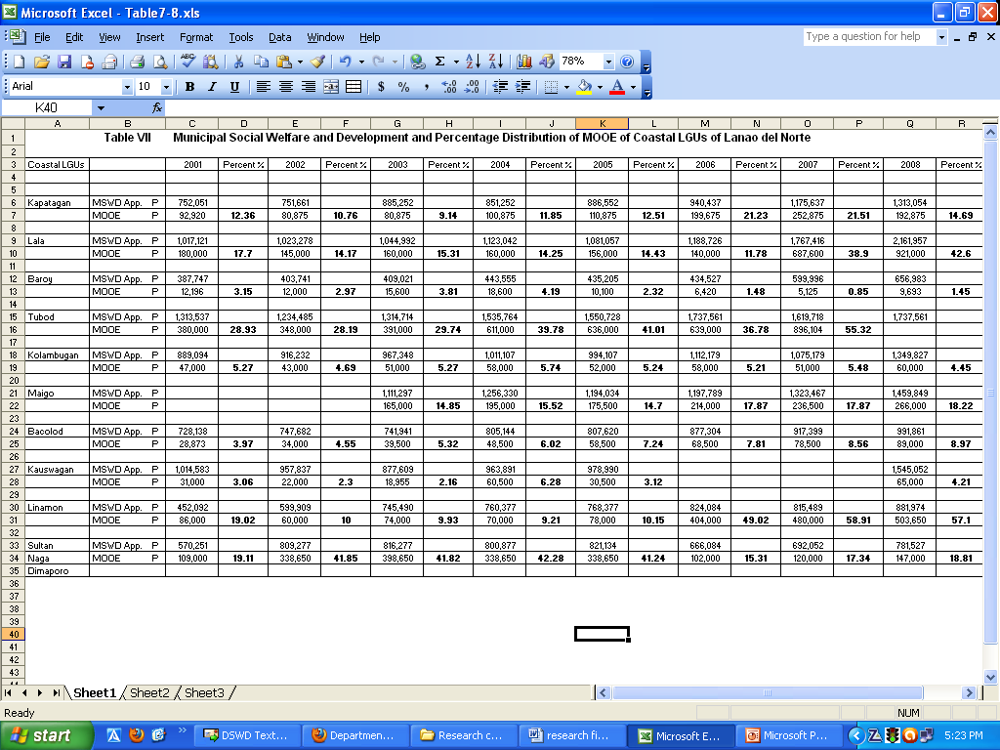 Microsoft Excel - Table7-8.xls
File Edit View Insert Format Tools Data Window Help Type a question for help
78%
Arial 10 B I U $ % ,
K40 fx
A B C D E F G H I J K L M N O P Q R
1 Table VII Municipal Social Welfare and Development and Percentage Distribution of MOOE of Coastal LGUs of Lanao del Norte
2
3 Coastal LGUs 2001 Percent % 2002 Percent % 2003 Percent % 2004 Percent % 2005 Percent % 2006 Percent % 2007 Percent % 2008 Percent %
4
5
6 Kapatagan MSWD App. P 752,051 751,661 885,252 851,252 886,552 940,437 1,175,637 1,313,054
7 MOOE P 92,920 12.36 80,875 10.76 80,875 9.14 100,875 11.85 110,875 12.51 199,675 21.23 252,875 21.51 192,875 14.69
8
9 Lala MSWD App. P 1,017,121 1,023,278 1,044,992 1,123,042 1,081,057 1,188,726 1,767,416 2,161,957
10 MOOE P 180,000 17.7 145,000 14.17 160,000 15.31 160,000 14.25 156,000 14.43 140,000 11.78 687,600 38.9 921,000 42.6
11
12 Baroy MSWD App. P 387,747 403,741 409,021 443,555 435,205 434,527 599,996 656,983
13 MOOE P 12,196 3.15 12,000 2.97 15,600 3.81 18,600 4.19 10,100 2.32 6,420 1.48 5,125 0.85 9,693 1.45
14
15 Tubod MSWD App. P 1,313,537 1,234,485 1,314,714 1,535,764 1,550,728 1,737,561 1,619,718 1,737,561
16 MOOE P 380,000 28.93 348,000 28.19 391,000 29.74 611,000 39.78 636,000 41.01 639,000 36.78 896,104 55.32
17
18 Kolambugan MSWD App. P 889,094 916,232 967,348 1,011,107 994,107 1,112,179 1,075,179 1,349,827
19 MOOE P 47,000 5.27 43,000 4.69 51,000 5.27 58,000 5.74 52,000 5.24 58,000 5.21 51,000 5.48 60,000 4.45
20
21 Maigo MSWD App. P 1,111,297 1,256,330 1,194,034 1,197,789 1,323,467 1,459,849
22 MOOE P 165,000 14.85 195,000 15.52 175,500 14.7 214,000 17.87 236,500 17.87 266,000 18.22
23
24 Bacolod MSWD App. P 728,138 747,682 741,941 805,144 807,620 877,304 917,399 991,861
25 MOOE P 28,873 3.97 34,000 4.55 39,500 5.32 48,500 6.02 58,500 7.24 68,500 7.81 78,500 8.56 89,000 8.97
26
27 Kauswagan MSWD App. P 1,014,583 957,837 877,609 963,891 978,990 1,545,052
28 MOOE P 31,000 3.06 22,000 2.3 18,955 2.16 60,500 6.28 30,500 3.12 65,000 4.21
29
30 Linamon MSWD App. P 452,092 599,909 745,490 760,377 768,377 824,084 815,489 881,974
31 MOOE P 86,000 19.02 60,000 10 74,000 9.93 70,000 9.21 78,000 10.15 404,000 49.02 480,000 58.91 503,650 57.1
32
33 Sultan MSWD App. P 570,251 809,277 816,277 800,877 821,134 666,084 692,052 781,527
34 Naga MOOE P 109,000 19.11 338,650 41.85 398,650 41.82 338,650 42.28 338,650 41.24 102,000 15.31 120,000 17.34 147,000 18.81
35 Dimaporo
36
37
38
39
40
41
42
43
Sheet1 Sheet2 Sheet3
Ready NUM
start DSWD Text... Departmen... Research c... research fi... Microsoft E... Microsoft P... 5:23 PM